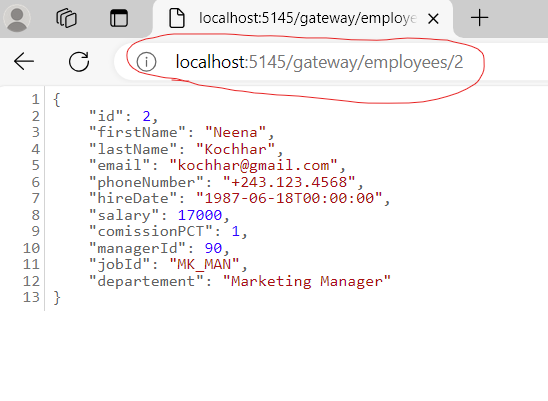 localhost:5145/gateway/employe
localhost:5145/gateway/employees/2
1 {
2 "id": 2,
3 "firstName": "Neena",
4 "lastName": "Kochhar",
5 "email": "kochhar@gmail.com",
6 "phoneNumber": "+243.123.4568",
7 "hireDate": "1987-06-18T00:00:00",
8 "salary": 17000,
9 "comissionPCT": 1,
10 "managerId": 90,
11 "jobId": "MK_MAN",
12 "departement": "Marketing Manager"
13 }